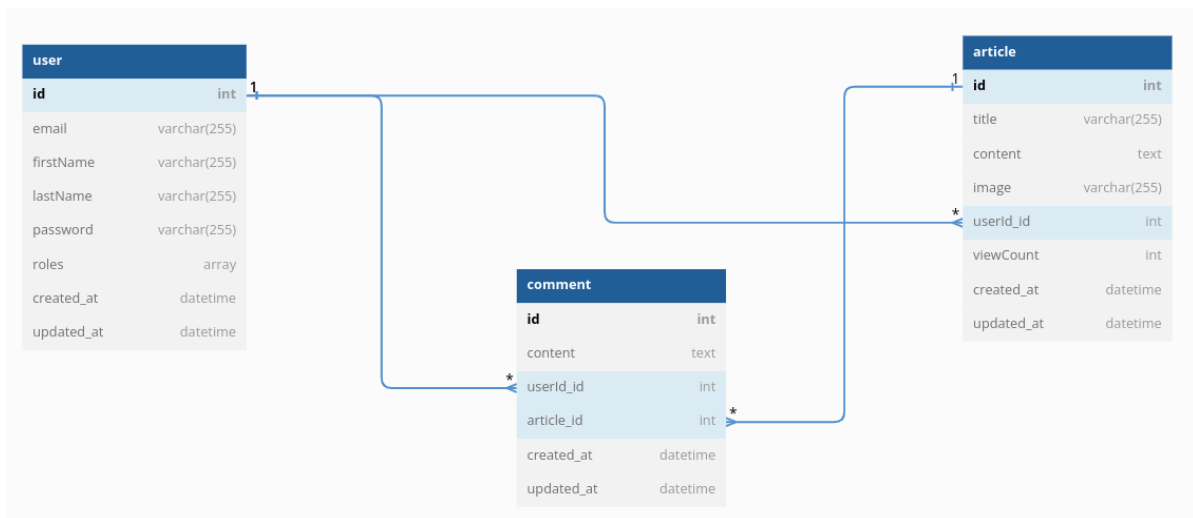 user
id int
email varchar(255)
firstName varchar(255)
lastName varchar(255)
password varchar(255)
roles array
created_at datetime
updated_at datetime
1
comment
id int
content text
* userId_id int
article_id int *
created_at datetime
updated_at datetime
article
1 id int
title varchar(255)
content text
image varchar(255)
* userId_id int
viewCount int
created_at datetime
updated_at datetime